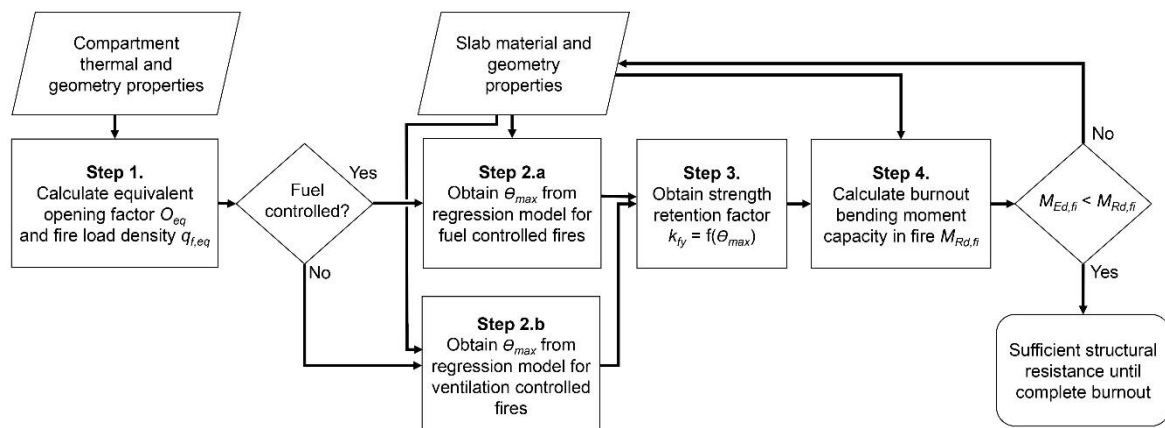 Compartment
thermal and
geometry properties
Slab material and
geometry
properties
Step 1.
Calculate equivalent
opening factor O_eq
and fire load density q_f,eq
Fuel
controlled?
Yes
No
Step 2.a
Obtain Θ_max from
regression model for
fuel controlled fires
Step 2.b
Obtain Θ_max from
regression model for
ventilation controlled
fires
Step 3.
Obtain strength
retention factor
k_fy = f(Θ_max)
Step 4.
Calculate burnout
bending moment
capacity in fire M_Rd,fi
M_Ed,fi < M_Rd,fi
No
Yes
Sufficient structural
resistance until
complete burnout